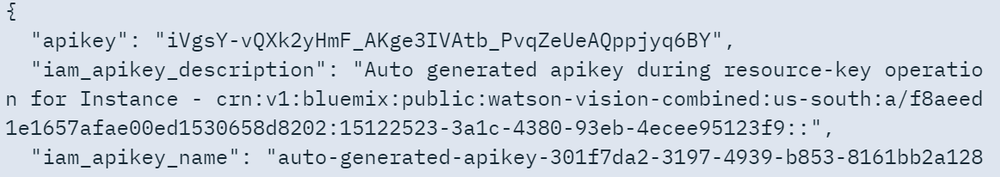 {
"apikey": "iVgsY-vQXk2yHmF_AKge3IVAtb_PvqZeUeAQppjyq6BY",
"iam_apikey_description": "Auto generated apikey during resource-key operatio
n for Instance - crn:v1:bluemix:public:watson-vision-combined:us-south:a/f8aeed
1e1657afae00ed1530658d8202:15122523-3a1c-4380-93eb-4ecee95123f9::",
"iam_apikey_name": "auto-generated-apikey-301f7da2-3197-4939-b853-8161bb2a128